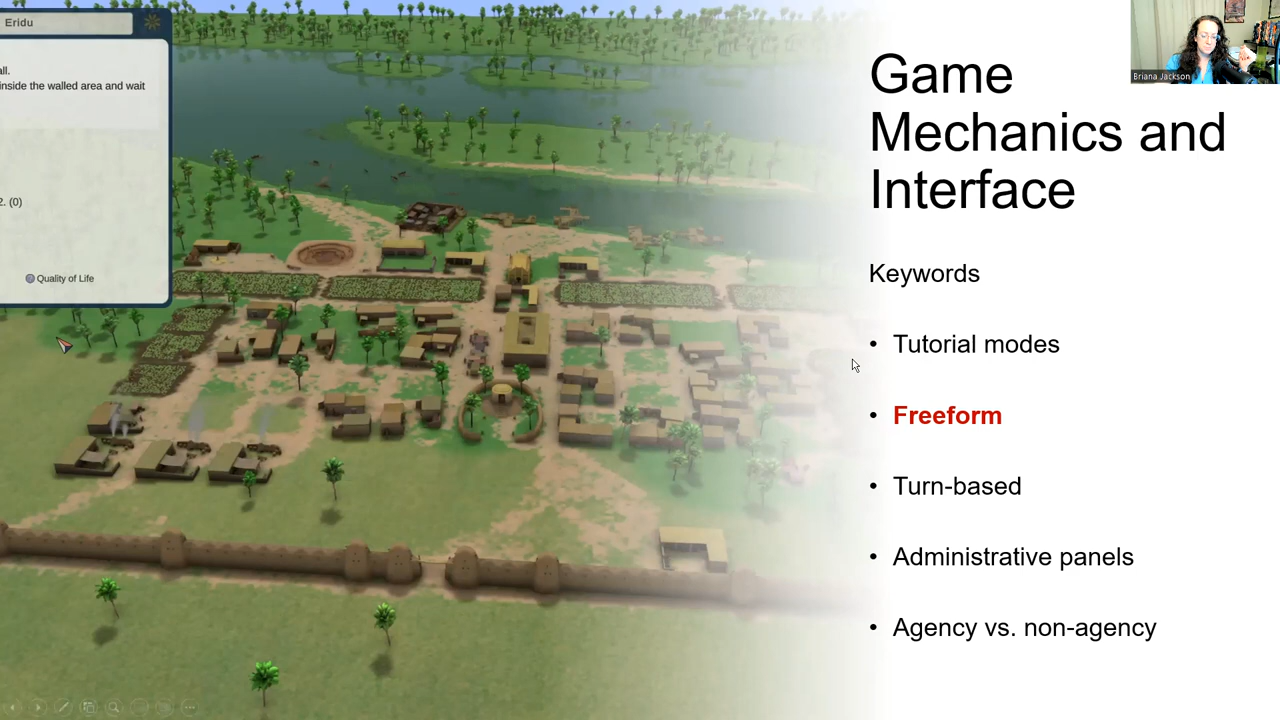 Eridu
all.
inside the walled area and wait
2. (0)
Quality of Life
Game
Mechanics and
Interface
Keywords
• Tutorial modes
• Freeform
• Turn-based
• Administrative panels
• Agency vs. non-agency
Briana Jackson